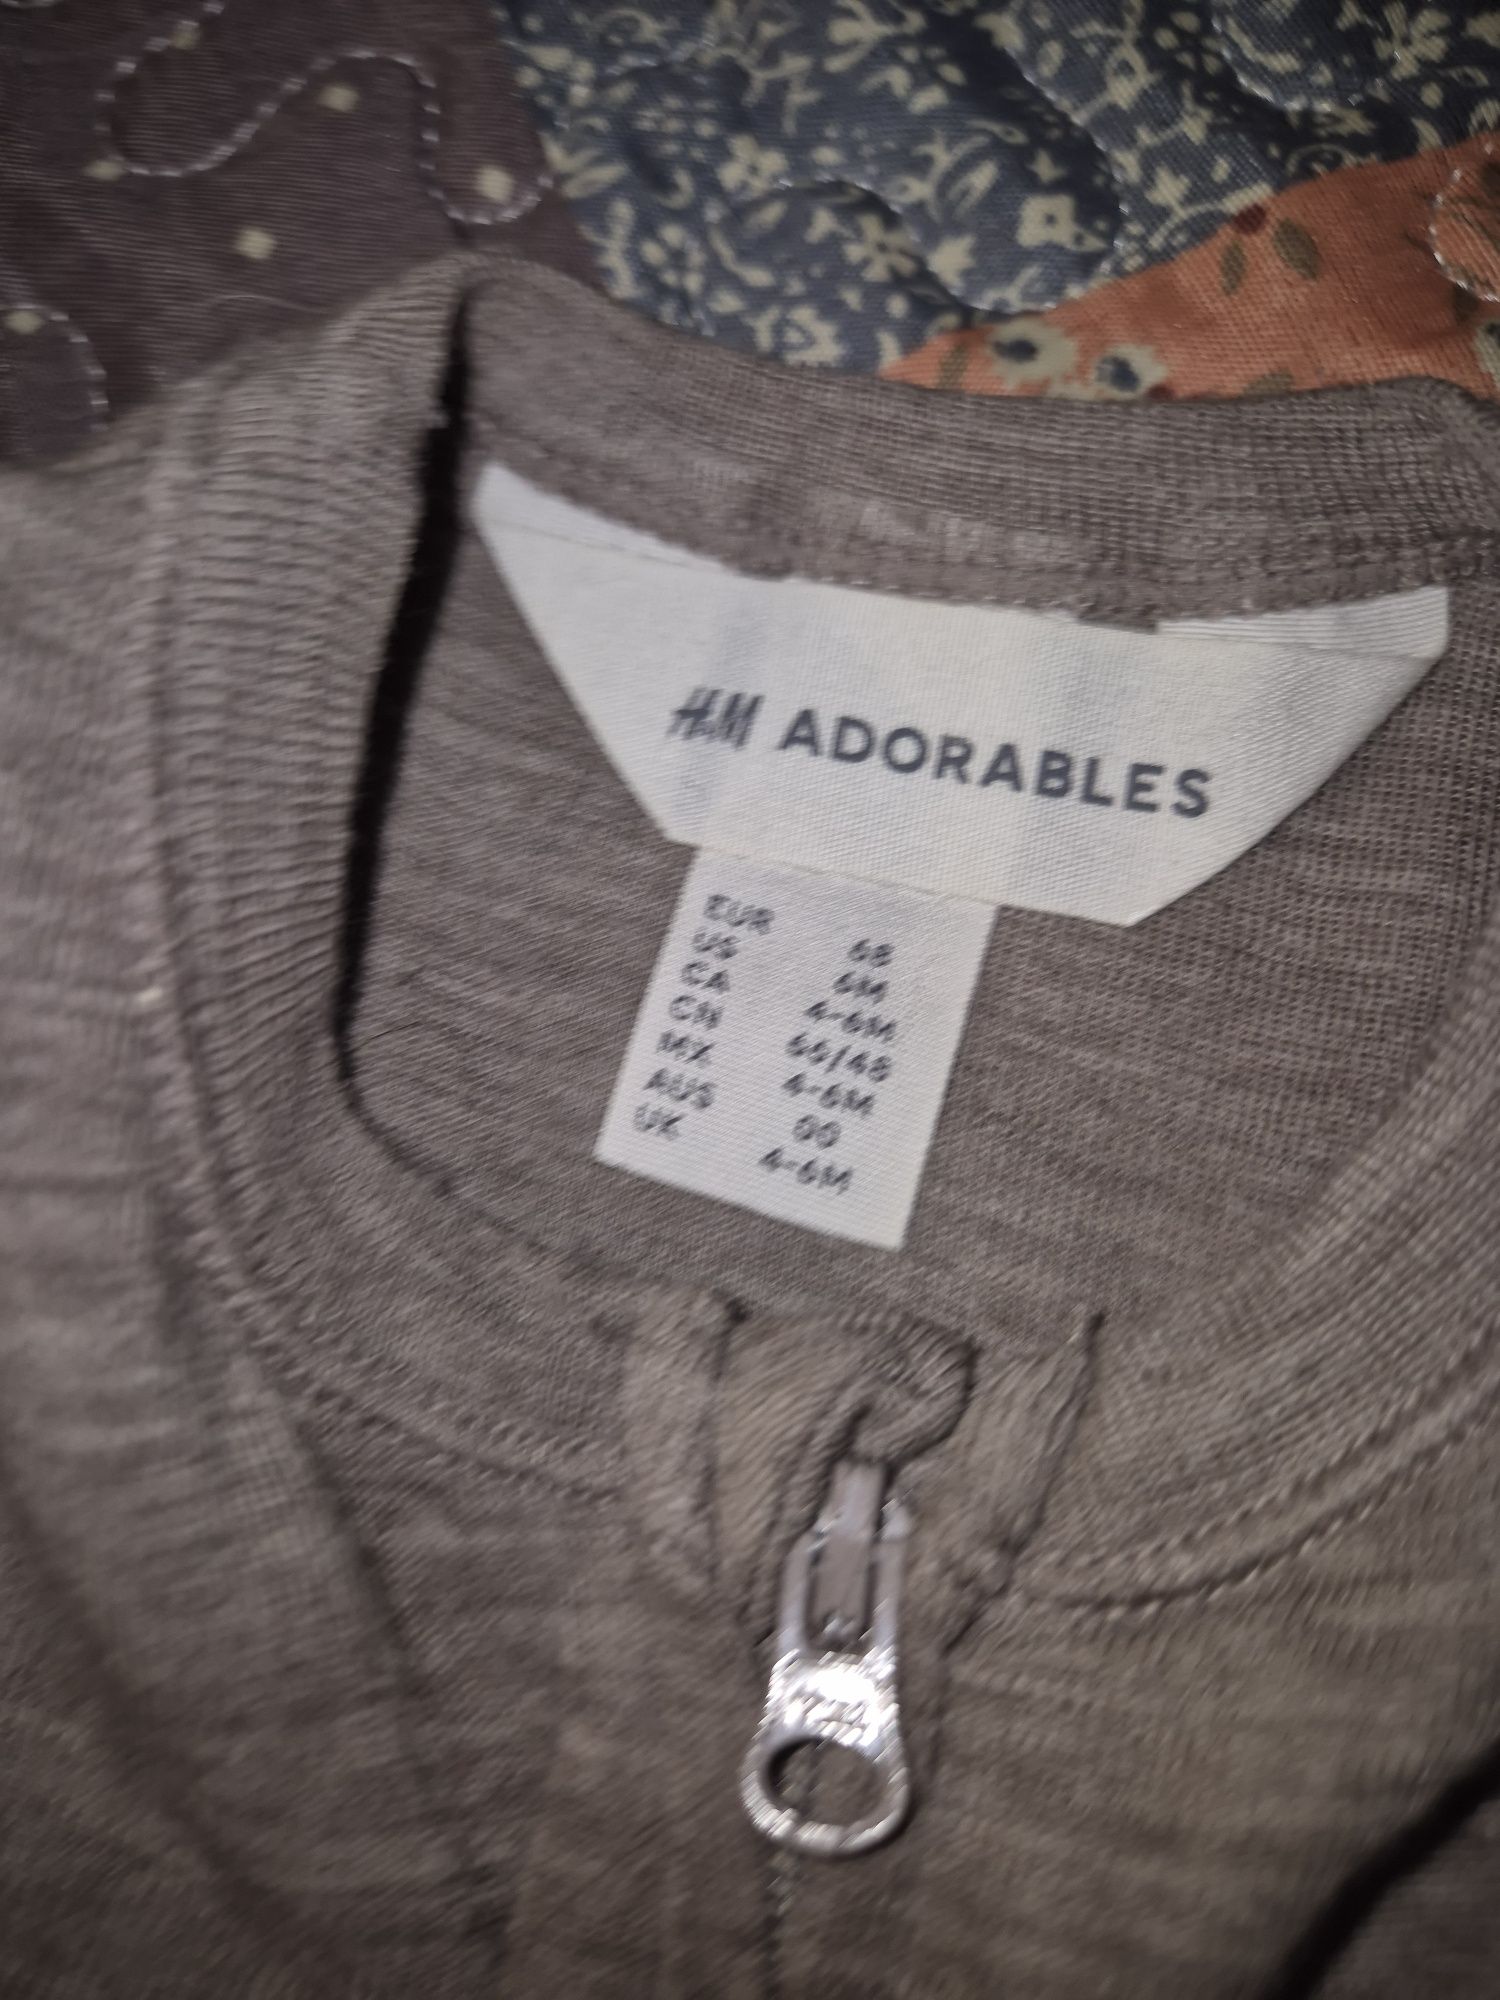 H&M ADORABLES
EUR 68
US 6M
CA 4-6M
CN 66/48
MX 4-6M
AUS 00
UK 4-6M